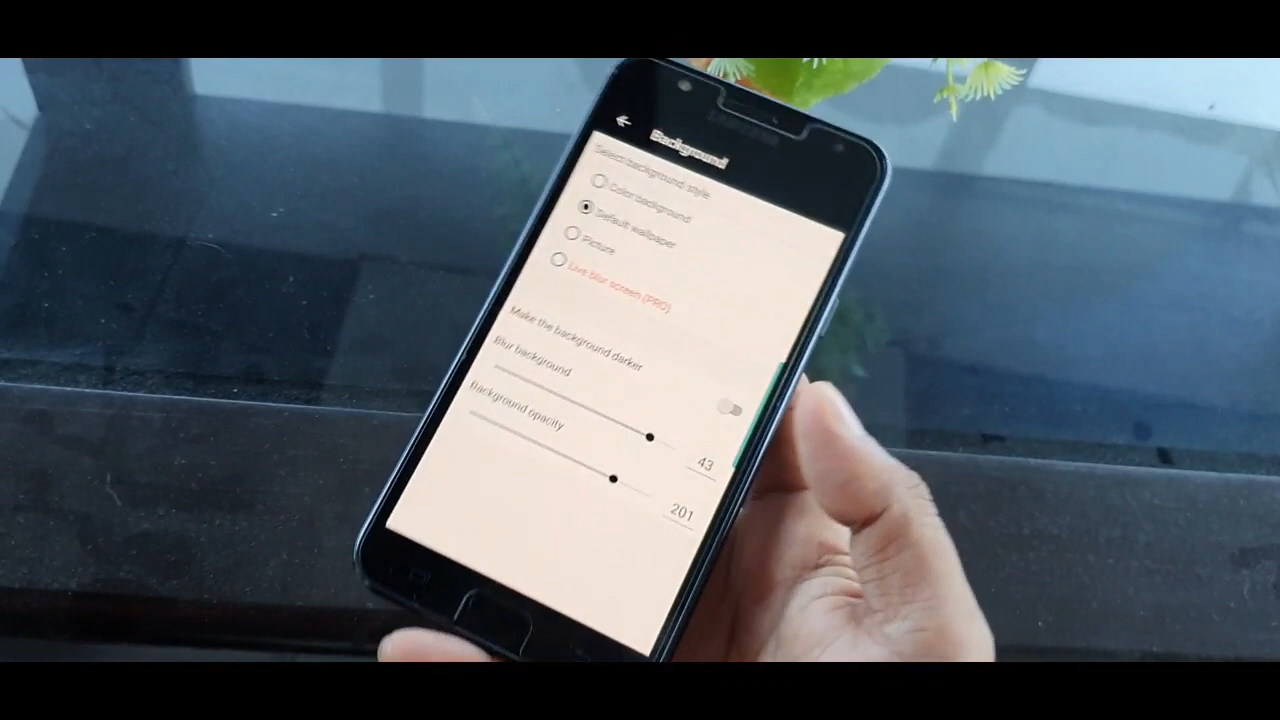 Background
Select background style
Color background
Default wallpaper
Picture
Live blur screen (PRO)
Make the background darker
Blur background
43
Background opacity
201